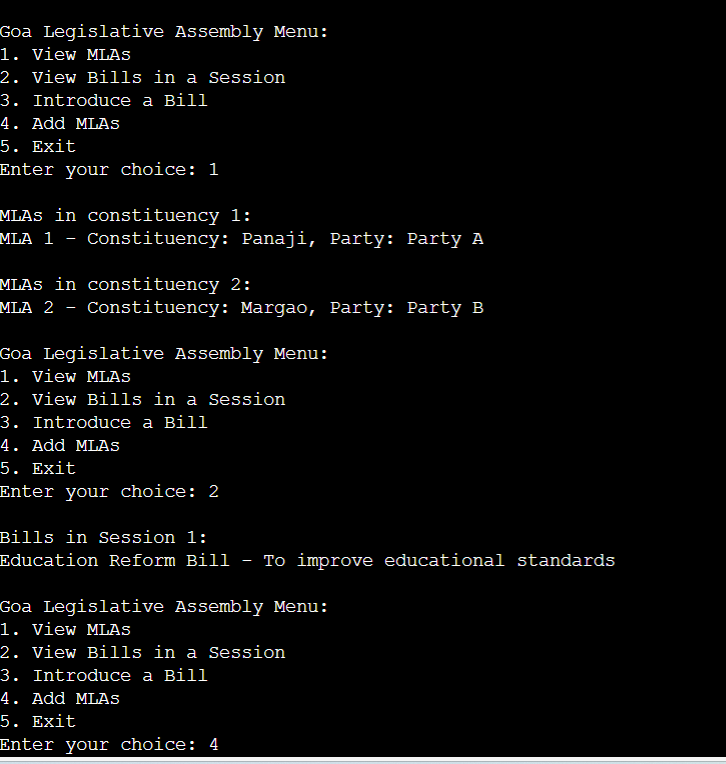 Goa Legislative Assembly Menu:
1. View MLAs
2. View Bills in a Session
3. Introduce a Bill
4. Add MLAs
5. Exit
Enter your choice: 1
MLAs in constituency 1:
MLA 1 - Constituency: Panaji, Party: Party A
MLAs in constituency 2:
MLA 2 - Constituency: Margao, Party: Party B
Goa Legislative Assembly Menu:
1. View MLAs
2. View Bills in a Session
3. Introduce a Bill
4. Add MLAs
5. Exit
Enter your choice: 2
Bills in Session 1:
Education Reform Bill - To improve educational standards
Goa Legislative Assembly Menu:
1. View MLAs
2. View Bills in a Session
3. Introduce a Bill
4. Add MLAs
5. Exit
Enter your choice: 4